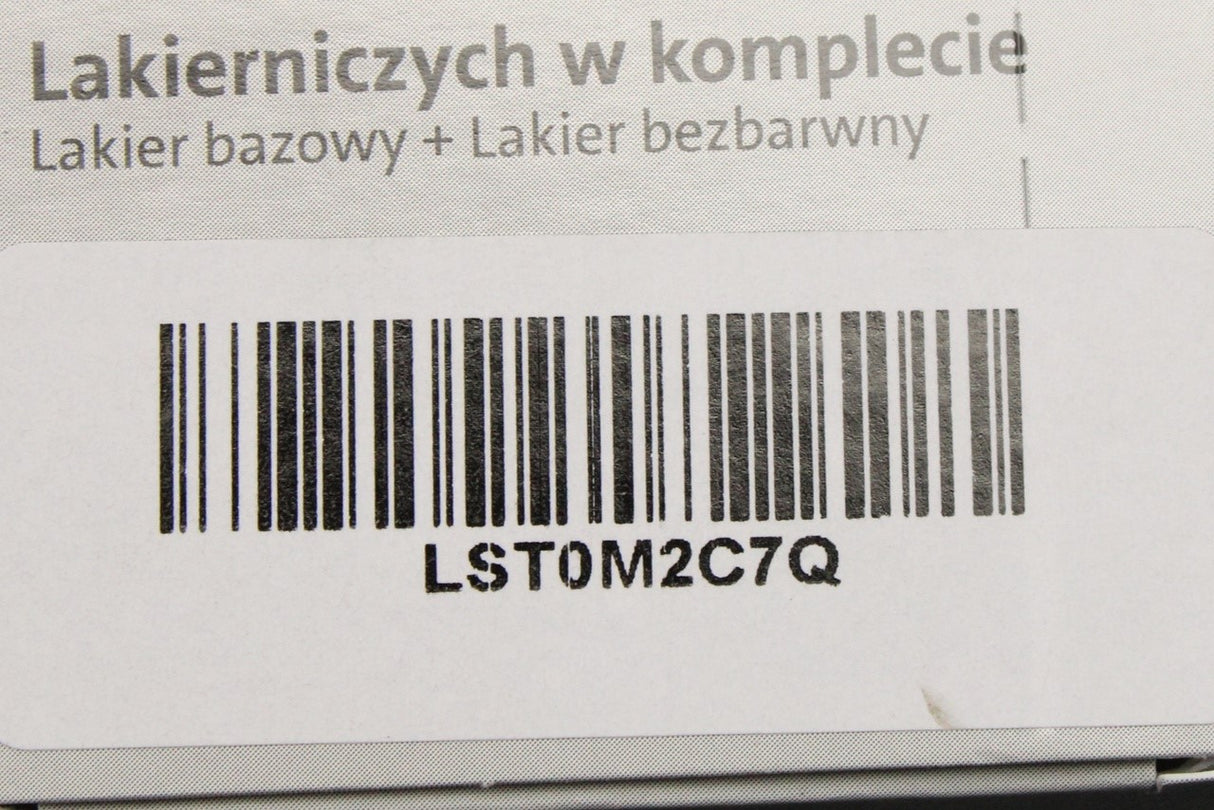 Lakierniczych w komplecie
Lakier bazowy + Lakier bezbarwny
LST0M2C7Q